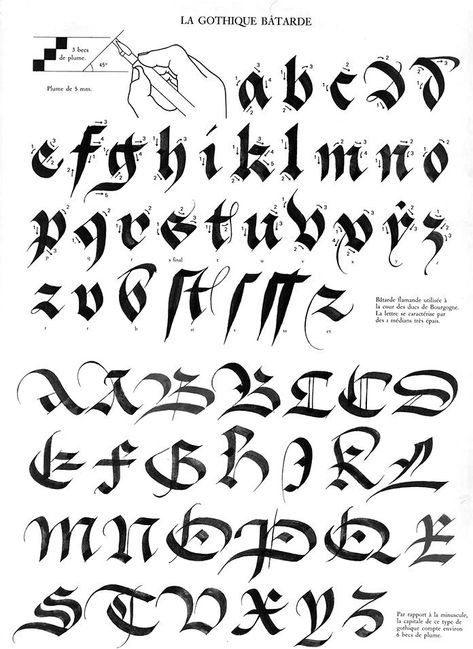 LA GOTHIQUE BÂTARDE
3 becs
de plume.
45°
Plume de 5 mm.
a b c d d
e f g h i k l m n o
p q r s t t u v v ÿ z
s final
Bâtarde flamande utilisée à
la cour des ducs de Bourgogne.
La lettre se caractérise par
des s médians très épais.
A A B B C C D
E F G H I K L
M N O P Q R
S T U V X Y Z
Par rapport à la minuscule,
la capitale de ce type de
gothique compte environ
6 becs de plume.